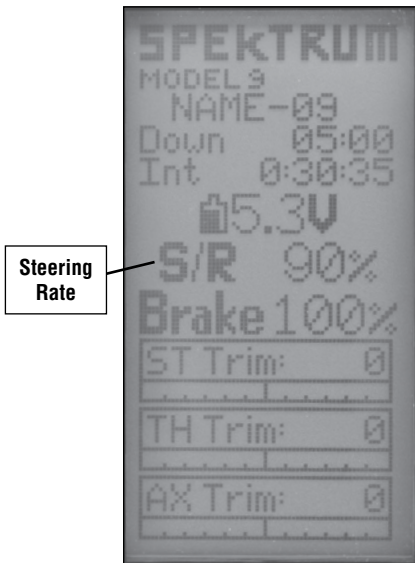 SPEKTRUM
MODEL9
NAME-09
Down 05:00
Int 0:30:35
5.3V
Steering Rate
S/R 90%
Brake 100%
ST Trim: 0
TH Trim: 0
AX Trim: 0